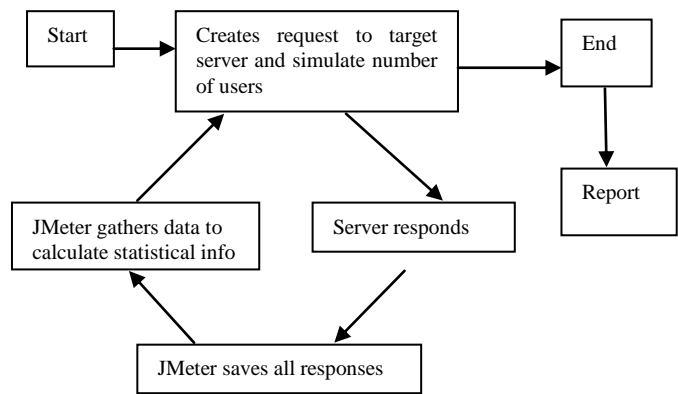 Start
Creates request to target
server and simulate number
of users
End
Report
JMeter gathers data to
calculate statistical info
Server responds
JMeter saves all responses